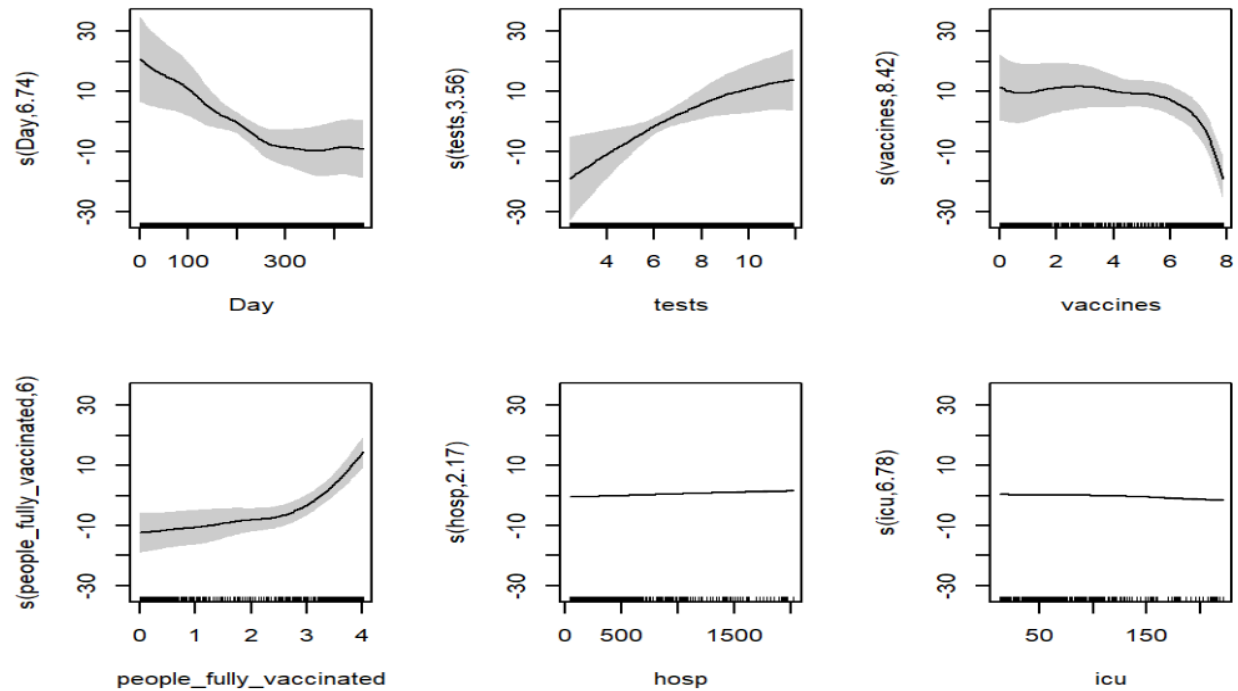 s(Day,6.74)
30
10
-10
-30
0 100 300
Day
s(tests,3.56)
30
10
-10
-30
4 6 8 10
tests
s(vaccines,8.42)
30
10
-10
-30
0 2 4 6 8
vaccines
s(people_fully_vaccinated,6)
30
10
-10
-30
0 1 2 3 4
people_fully_vaccinated
s(hosp,2.17)
30
10
-10
-30
0 500 1500
hosp
s(icu,6.78)
30
10
-10
-30
50 150
icu